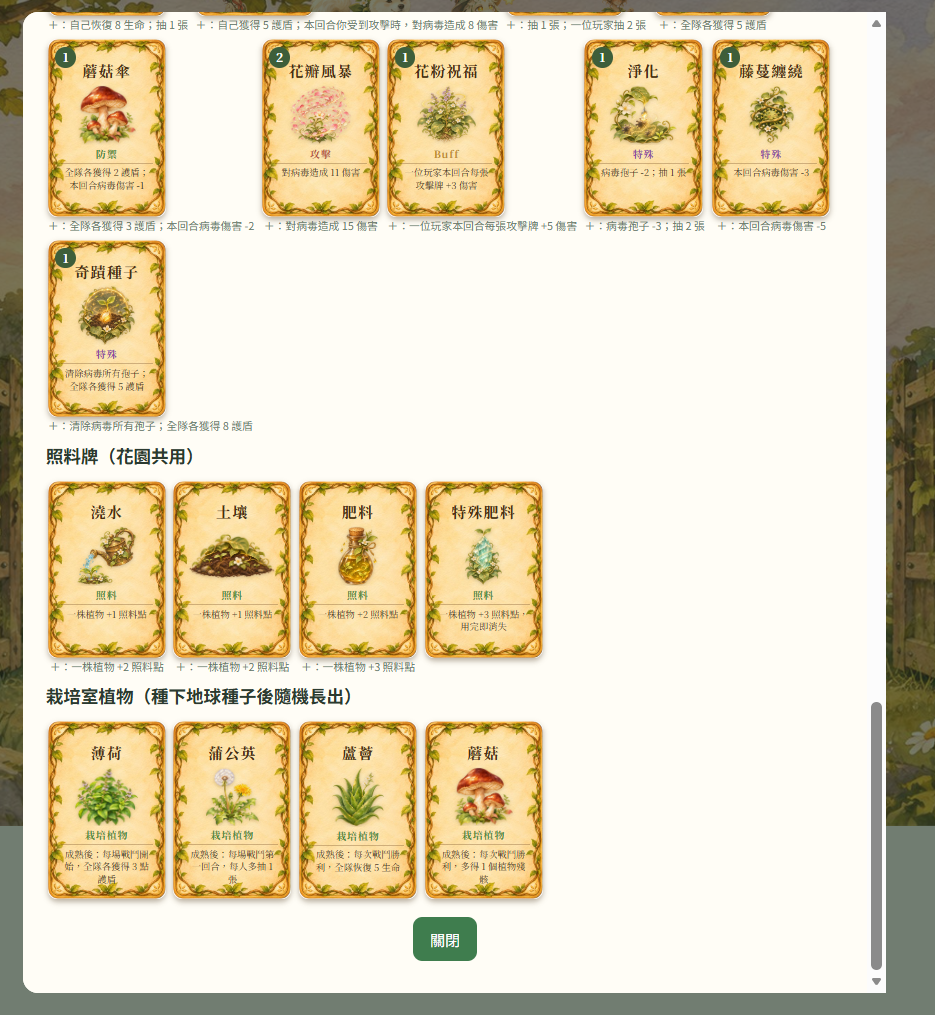 ＋：自己恢復 8 生命；抽 1 張
＋：自己獲得 5 護盾；本回合你受到攻擊時，對病毒造成 8 傷害
＋：抽 1 張；一位玩家抽 2 張
＋：全隊各獲得 5 護盾
1
蘑菇傘
防禦
全隊各獲得 2 護盾；
本回合病毒傷害 -1
＋：全隊各獲得 3 護盾；本回合病毒傷害 -2
2
花瓣風暴
攻擊
對病毒造成 11 傷害
＋：對病毒造成 15 傷害
1
花粉祝福
Buff
一位玩家本回合每張
攻擊牌 +3 傷害
＋：一位玩家本回合每張攻擊牌 +5 傷害
1
淨化
特殊
病毒孢子 -2；抽 1 張
＋：病毒孢子 -3；抽 2 張
1
藤蔓纏繞
特殊
本回合病毒傷害 -3
＋：本回合病毒傷害 -5
1
奇蹟種子
特殊
清除病毒所有孢子；
全隊各獲得 5 護盾
＋：清除病毒所有孢子；全隊各獲得 8 護盾
照料牌（花園共用）
澆水
照料
一株植物 +1 照料點
＋：一株植物 +2 照料點
土壤
照料
一株植物 +1 照料點
＋：一株植物 +2 照料點
肥料
照料
一株植物 +2 照料點
＋：一株植物 +3 照料點
特殊肥料
照料
一株植物 +3 照料點，
用完即消失
栽培室植物（種下地球種子後隨機長出）
薄荷
栽培植物
成熟後：每場戰鬥開
始，全隊各獲得 3 點
護盾
蒲公英
栽培植物
成熟後：每場戰鬥第
一回合，每人多抽 1
張
蘆薈
栽培植物
成熟後：每次戰鬥勝
利，全隊恢復 5 生命
蘑菇
栽培植物
成熟後：每次戰鬥勝
利，多得 1 個植物殘
骸
關閉